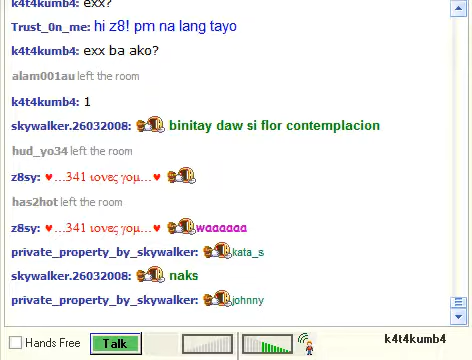 k4t4kumb4: exx?
Trust_0n_me: hi z8! pm na lang tayo
k4t4kumb4: exx ba ako?
alam001au left the room
k4t4kumb4: 1
skywalker.26032008: binitay daw si flor contemplacion
hud_yo34 left the room
z8sy: ♥...341 ιονες γομ...♥
has2hot left the room
z8sy: ♥...341 ιονες γομ...♥ waaaaaa
private_property_by_skywalker: kata_s
skywalker.26032008: naks
private_property_by_skywalker: johnny
Hands Free Talk k4t4kumb4